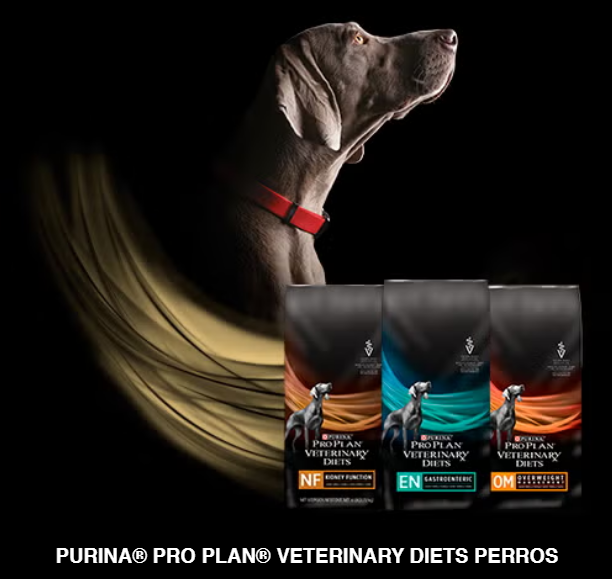 PURINA
PRO PLAN
VETERINARY
DIETS
NF KIDNEY FUNCTION
PURINA
PRO PLAN
VETERINARY
DIETS
EN GASTROENTERIC
PURINA
PRO PLAN
VETERINARY
DIETS
OM OVERWEIGHT
MANAGEMENT
PURINA® PRO PLAN® VETERINARY DIETS PERROS